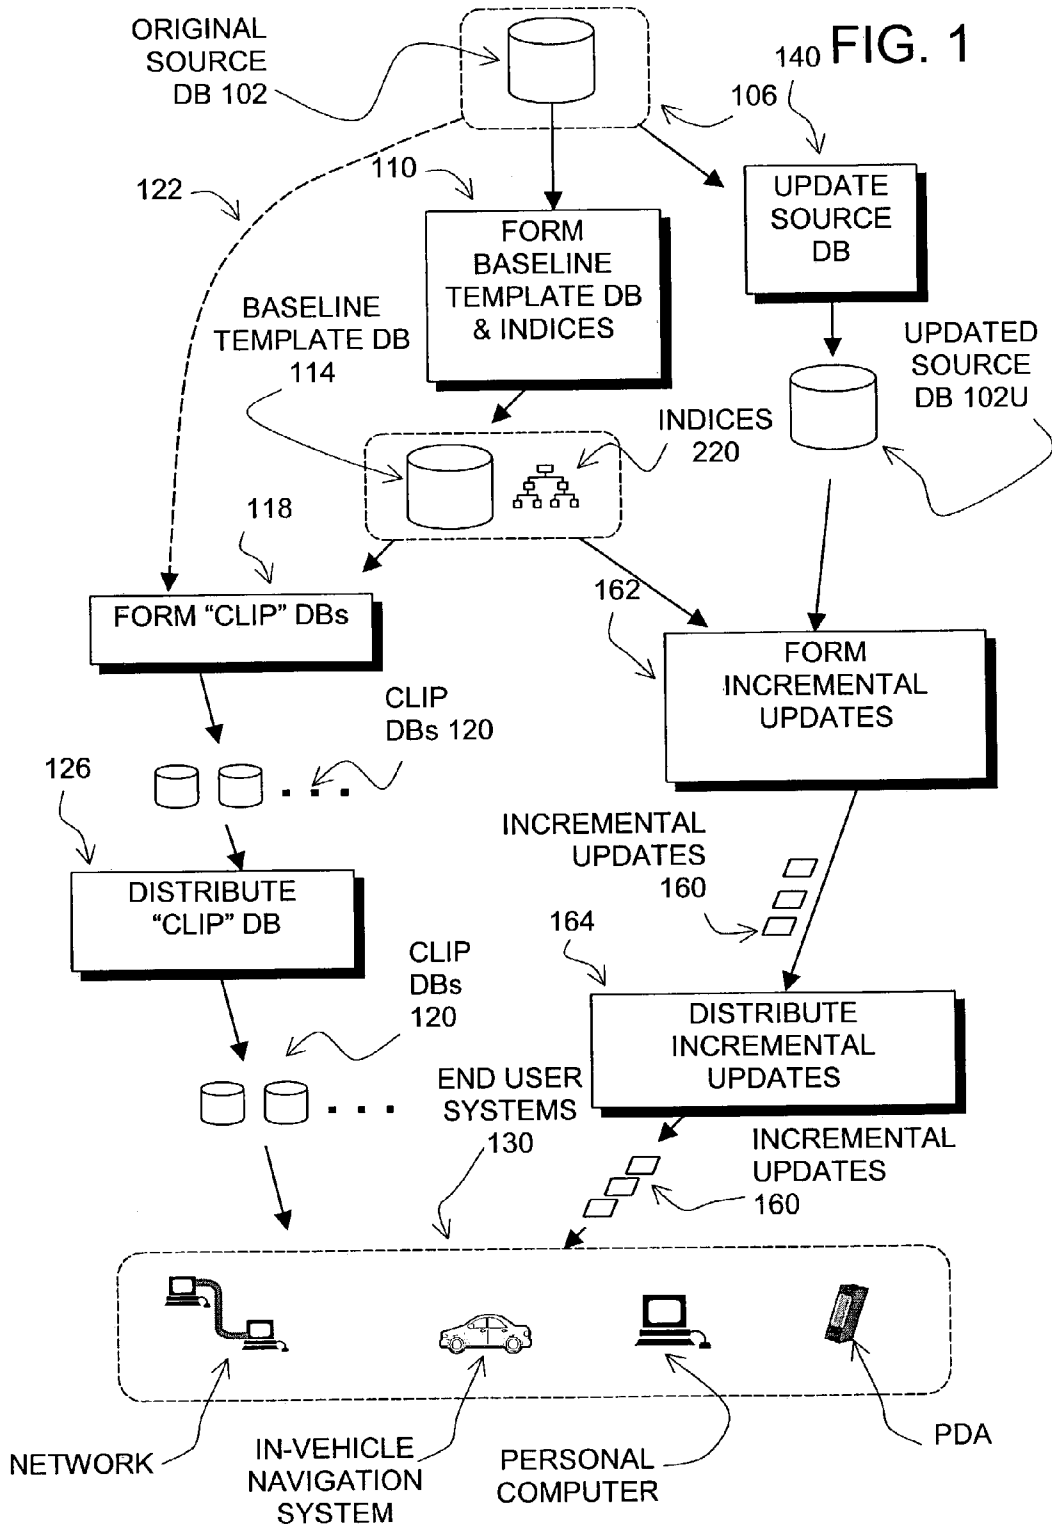 ORIGINAL
SOURCE
DB 102
FIG. 1
140
106
110
122
UPDATE
SOURCE
DB
FORM
BASELINE
TEMPLATE DB
& INDICES
BASELINE
TEMPLATE DB
114
UPDATED
SOURCE
DB 102U
INDICES
220
118
162
FORM “CLIP” DBs
FORM
INCREMENTAL
UPDATES
CLIP
DBs 120
126
INCREMENTAL
UPDATES
160
DISTRIBUTE
“CLIP” DB
164
CLIP
DBs
120
DISTRIBUTE
INCREMENTAL
UPDATES
END USER
SYSTEMS
130
INCREMENTAL
UPDATES
160
NETWORK
IN-VEHICLE
NAVIGATION
SYSTEM
PERSONAL
COMPUTER
PDA